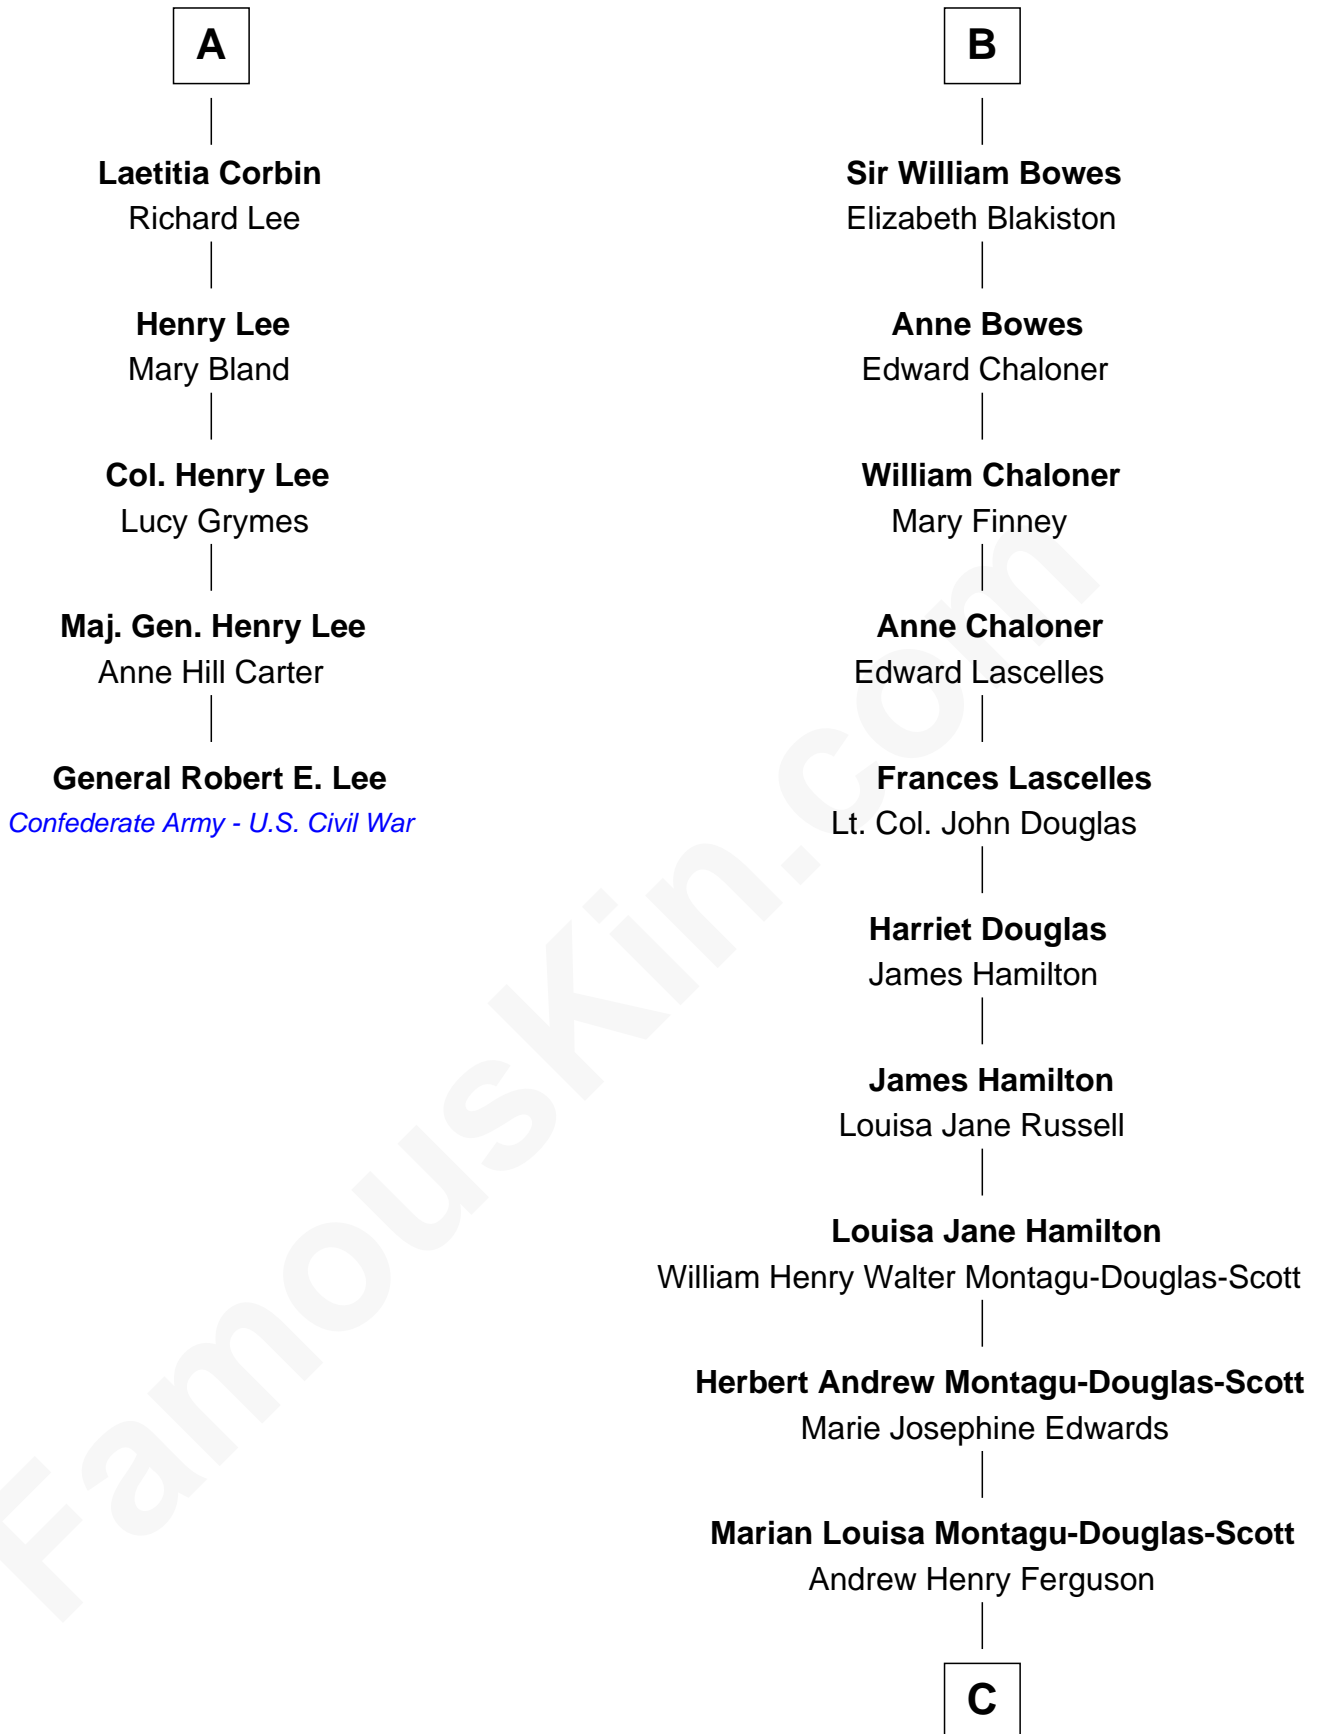 A
Laetitia Corbin
Richard Lee
Henry Lee
Mary Bland
Col. Henry Lee
Lucy Grymes
Maj. Gen. Henry Lee
Anne Hill Carter
General Robert E. Lee
Confederate Army - U.S. Civil War
B
Sir William Bowes
Elizabeth Blakiston
Anne Bowes
Edward Chaloner
William Chaloner
Mary Finney
Anne Chaloner
Edward Lascelles
Frances Lascelles
Lt. Col. John Douglas
Harriet Douglas
James Hamilton
James Hamilton
Louisa Jane Russell
Louisa Jane Hamilton
William Henry Walter Montagu-Douglas-Scott
Herbert Andrew Montagu-Douglas-Scott
Marie Josephine Edwards
Marian Louisa Montagu-Douglas-Scott
Andrew Henry Ferguson
C
FamousKin.com